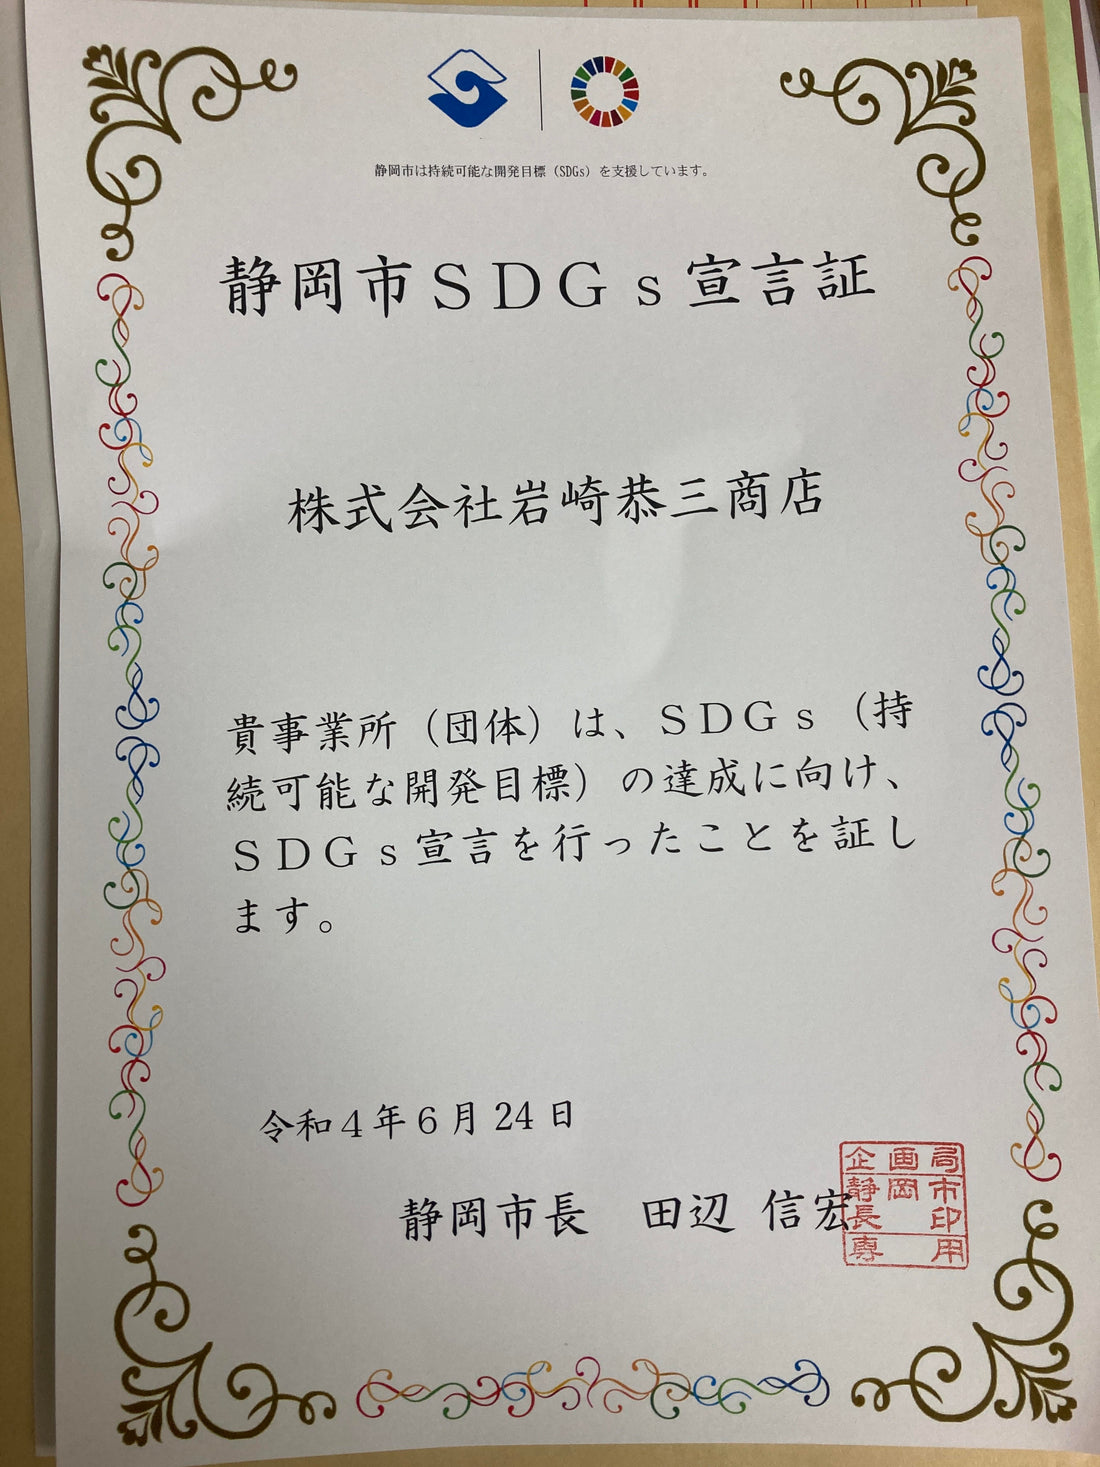 静岡市は持続可能な開発目標（SDGs）を支援しています。
静岡市ＳＤＧｓ宣言証
株式会社岩崎恭三商店
貴事業所（団体）は、ＳＤＧｓ（持
続可能な開発目標）の達成に向け、
ＳＤＧｓ宣言を行ったことを証し
ます。
令和４年６月24日
静岡市長　田辺 信宏
企画局
静岡市
長印
専用